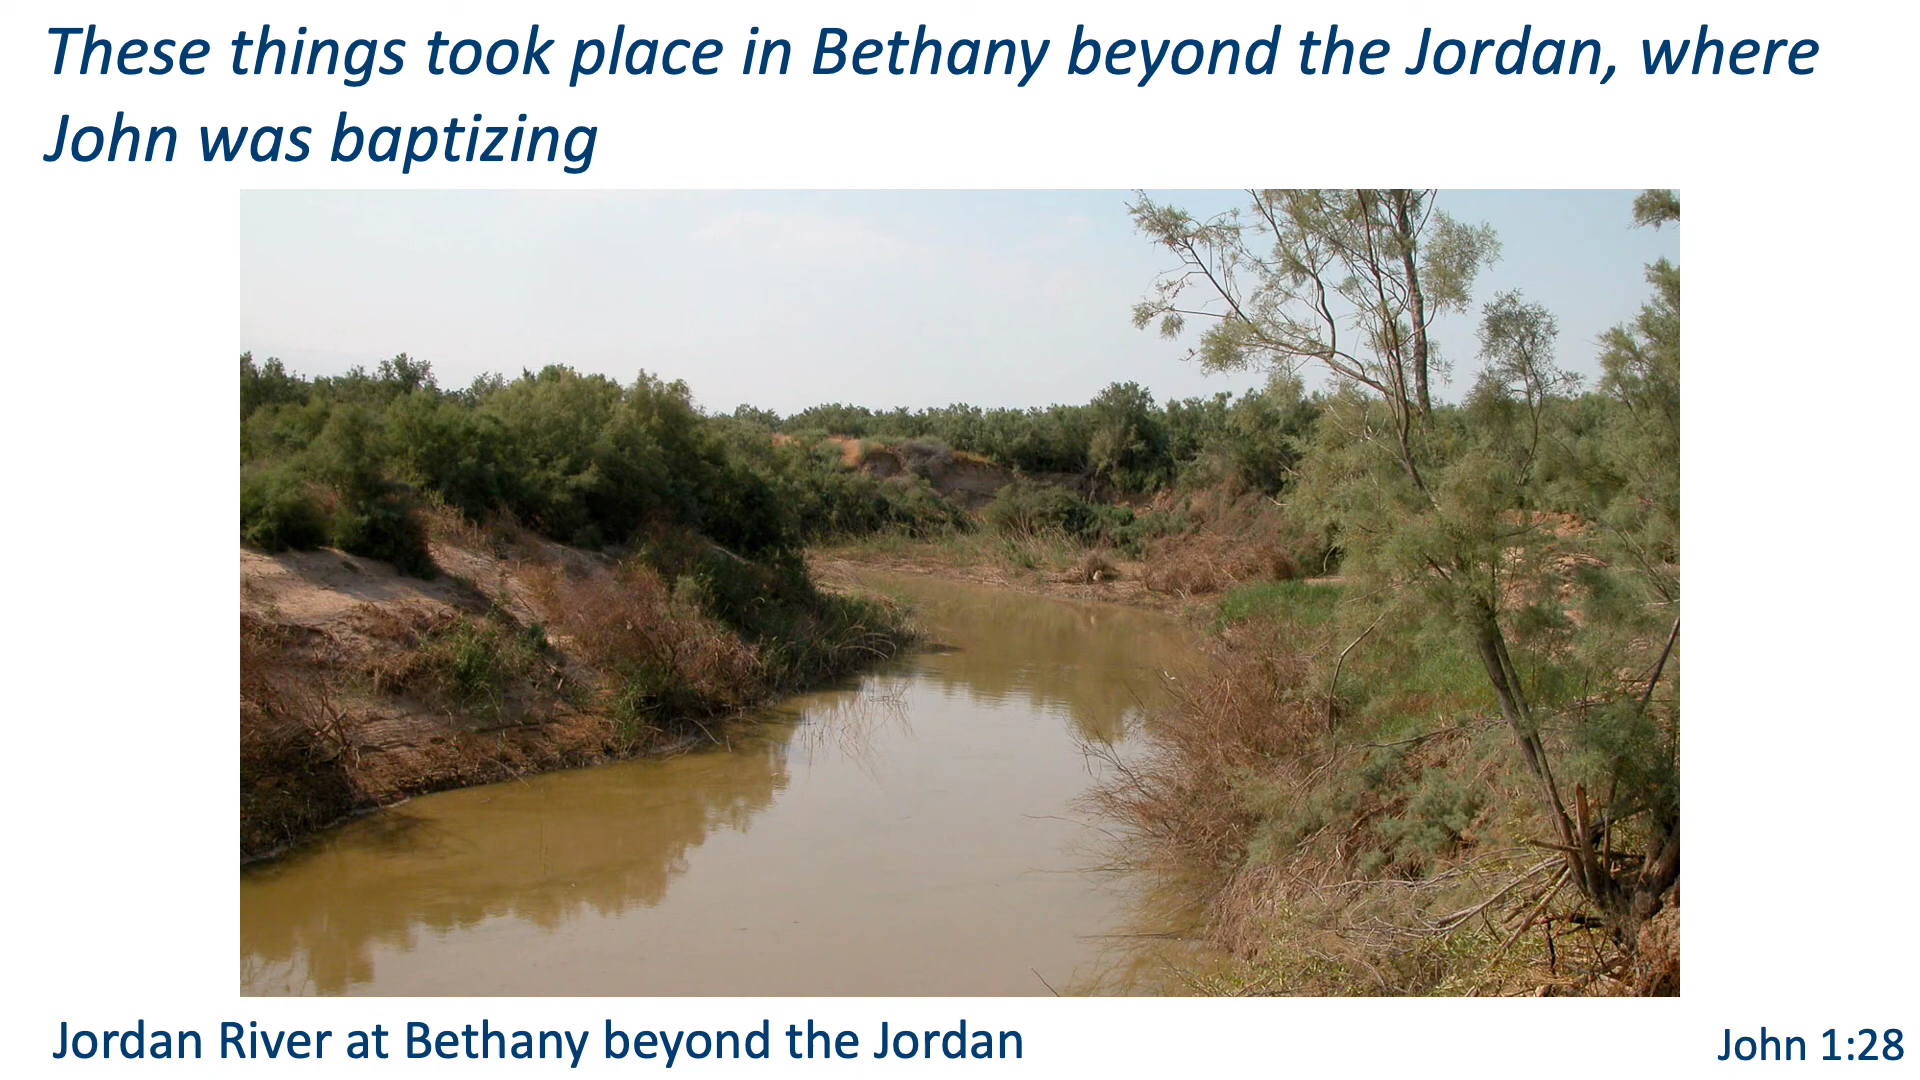 These things took place in Bethany beyond the Jordan, where
John was baptizing
Jordan River at Bethany beyond the Jordan
John 1:28